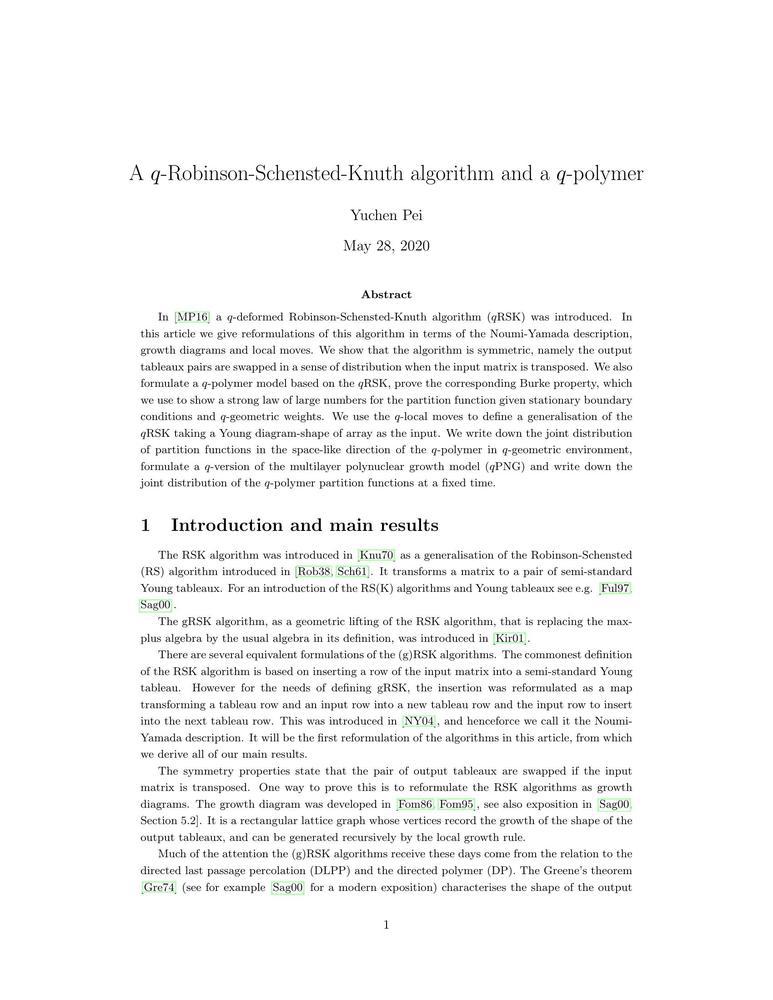 A q-Robinson-Schensted-Knuth algorithm and a q-polymer
Yuchen Pei
May 28, 2020
Abstract
In [MP16] a q-deformed Robinson-Schensted-Knuth algorithm (qRSK) was introduced. In
this article we give reformulations of this algorithm in terms of the Noumi-Yamada description,
growth diagrams and local moves. We show that the algorithm is symmetric, namely the output
tableaux pairs are swapped in a sense of distribution when the input matrix is transposed. We also
formulate a q-polymer model based on the qRSK, prove the corresponding Burke property, which
we use to show a strong law of large numbers for the partition function given stationary boundary
conditions and q-geometric weights. We use the q-local moves to define a generalisation of the
qRSK taking a Young diagram-shape of array as the input. We write down the joint distribution
of partition functions in the space-like direction of the q-polymer in q-geometric environment,
formulate a q-version of the multilayer polynuclear growth model (qPNG) and write down the
joint distribution of the q-polymer partition functions at a fixed time.
1 Introduction and main results
The RSK algorithm was introduced in [Knu70] as a generalisation of the Robinson-Schensted
(RS) algorithm introduced in [Rob38, Sch61]. It transforms a matrix to a pair of semi-standard
Young tableaux. For an introduction of the RS(K) algorithms and Young tableaux see e.g. [Ful97,
Sag00].
The gRSK algorithm, as a geometric lifting of the RSK algorithm, that is replacing the max-
plus algebra by the usual algebra in its definition, was introduced in [Kir01].
There are several equivalent formulations of the (g)RSK algorithms. The commonest definition
of the RSK algorithm is based on inserting a row of the input matrix into a semi-standard Young
tableau. However for the needs of defining gRSK, the insertion was reformulated as a map
transforming a tableau row and an input row into a new tableau row and the input row to insert
into the next tableau row. This was introduced in [NY04], and henceforce we call it the Noumi-
Yamada description. It will be the first reformulation of the algorithms in this article, from which
we derive all of our main results.
The symmetry properties state that the pair of output tableaux are swapped if the input
matrix is transposed. One way to prove this is to reformulate the RSK algorithms as growth
diagrams. The growth diagram was developed in [Fom86, Fom95], see also exposition in [Sag00,
Section 5.2]. It is a rectangular lattice graph whose vertices record the growth of the shape of the
output tableaux, and can be generated recursively by the local growth rule.
Much of the attention the (g)RSK algorithms receive these days come from the relation to the
directed last passage percolation (DLPP) and the directed polymer (DP). The Greene's theorem
[Gre74] (see for example [Sag00] for a modern exposition) characterises the shape of the output
1